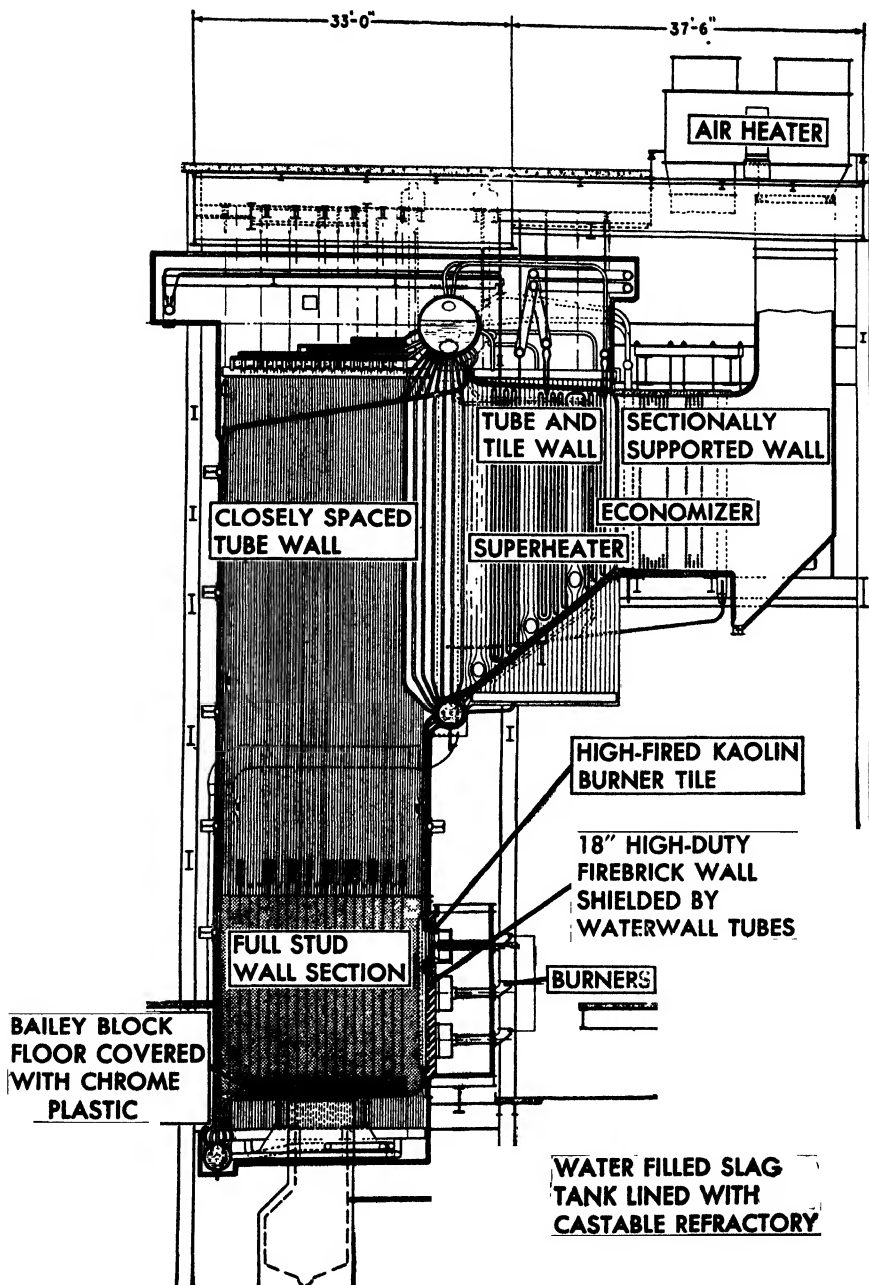 33'-0"
37'-6"
AIR HEATER
TUBE AND
TILE WALL
SECTIONALLY
SUPPORTED WALL
CLOSELY SPACED
TUBE WALL
ECONOMIZER
SUPERHEATER
HIGH-FIRED KAOLIN
BURNER TILE
18" HIGH-DUTY
FIREBRICK WALL
SHIELDED BY
WATERWALL TUBES
FULL STUD
WALL SECTION
BURNERS
BAILEY BLOCK
FLOOR COVERED
WITH CHROME
PLASTIC
WATER FILLED SLAG
TANK LINED WITH
CASTABLE REFRACTORY